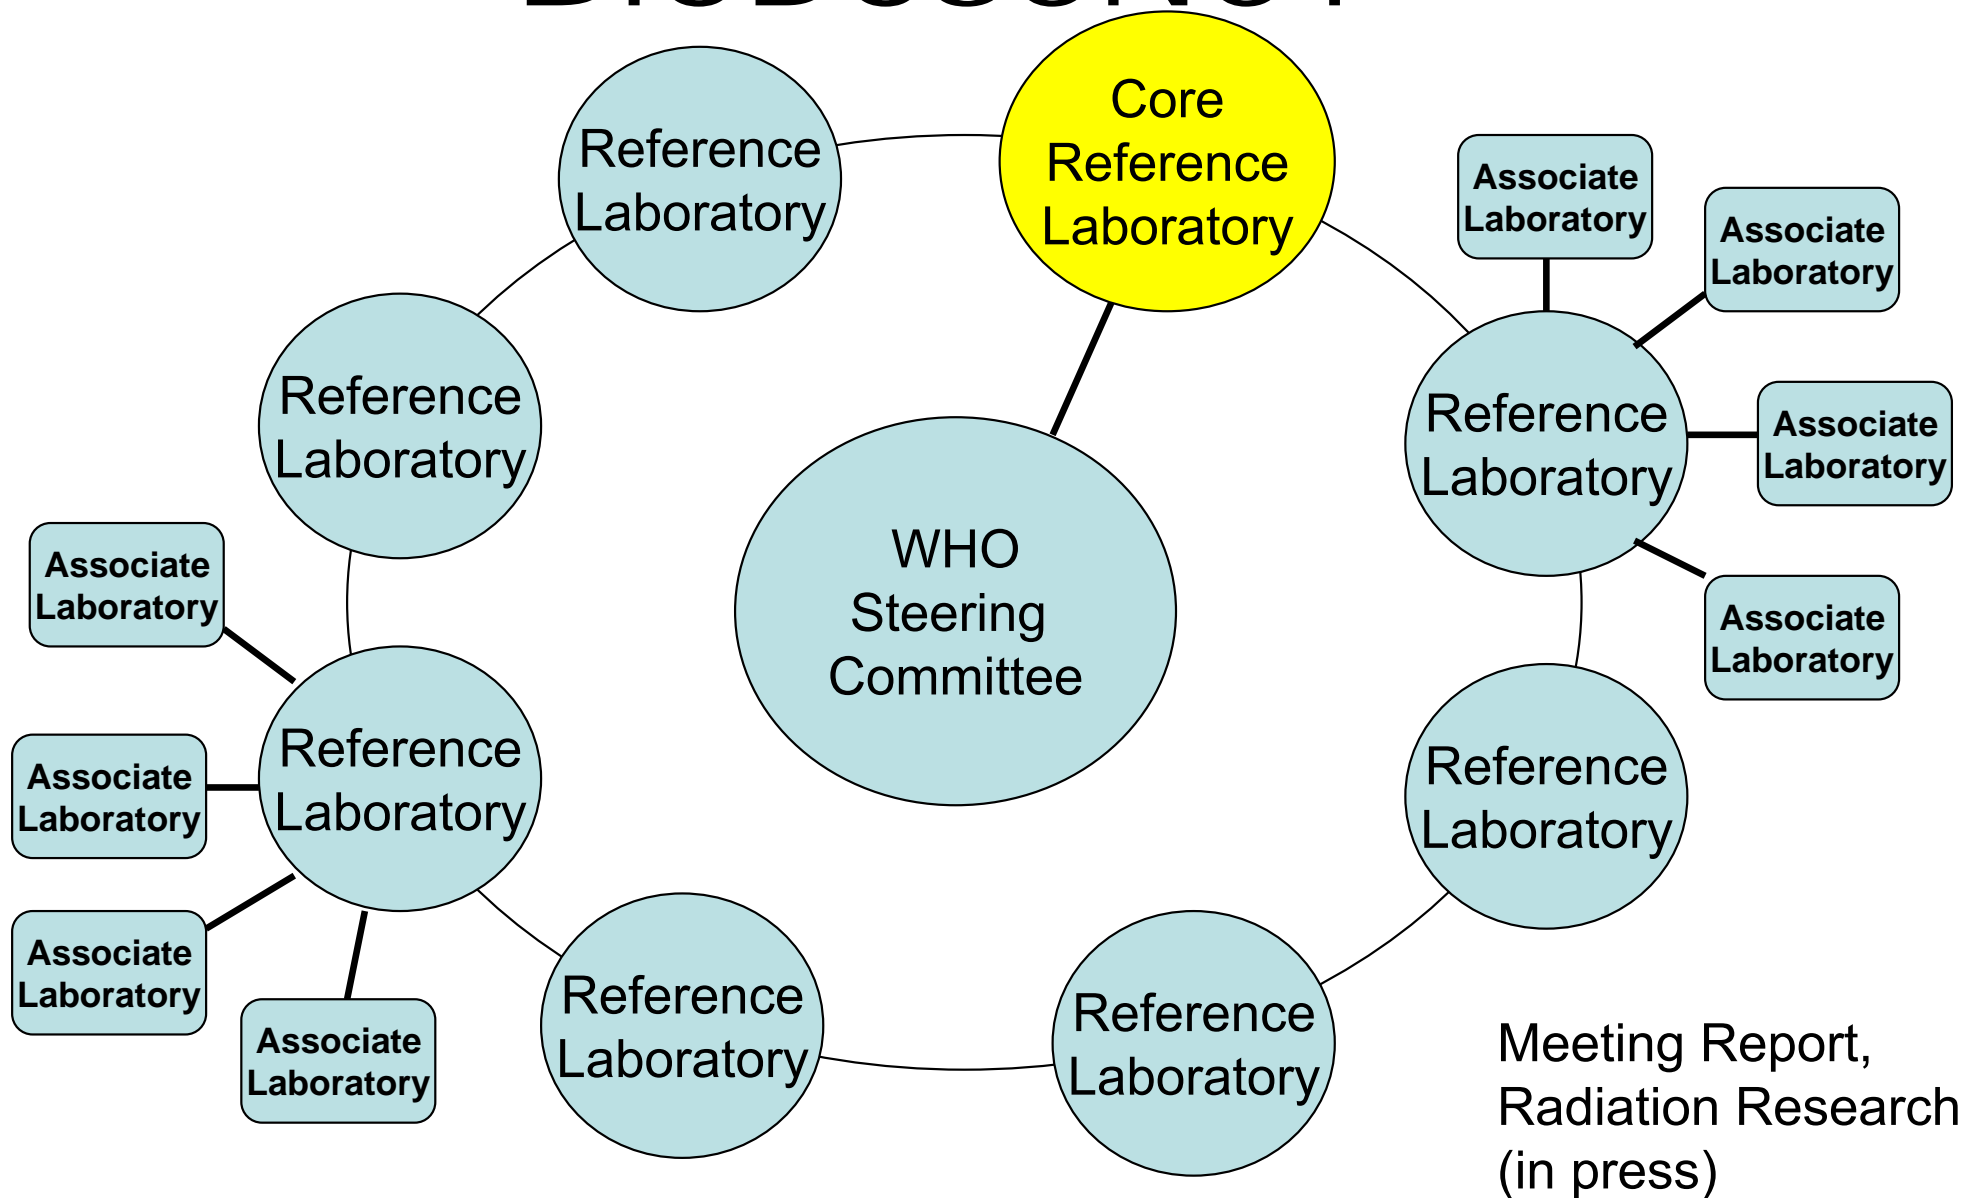 Core
Reference
Laboratory
Reference
Laboratory
Associate
Laboratory
Associate
Laboratory
Reference
Laboratory
Reference
Laboratory
Associate
Laboratory
WHO
Steering
Committee
Associate
Laboratory
Associate
Laboratory
Reference
Laboratory
Reference
Laboratory
Associate
Laboratory
Associate
Laboratory
Reference
Laboratory
Reference
Laboratory
Associate
Laboratory
Meeting Report,
Radiation Research
(in press)